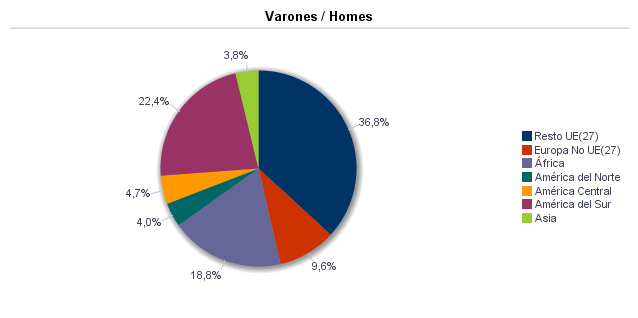 Varones / Homes
3,8%
22,4%
36,8%
4,7%
4,0%
18,8%
9,6%
Resto UE(27)
Europa No UE(27)
África
América del Norte
América Central
América del Sur
Asia